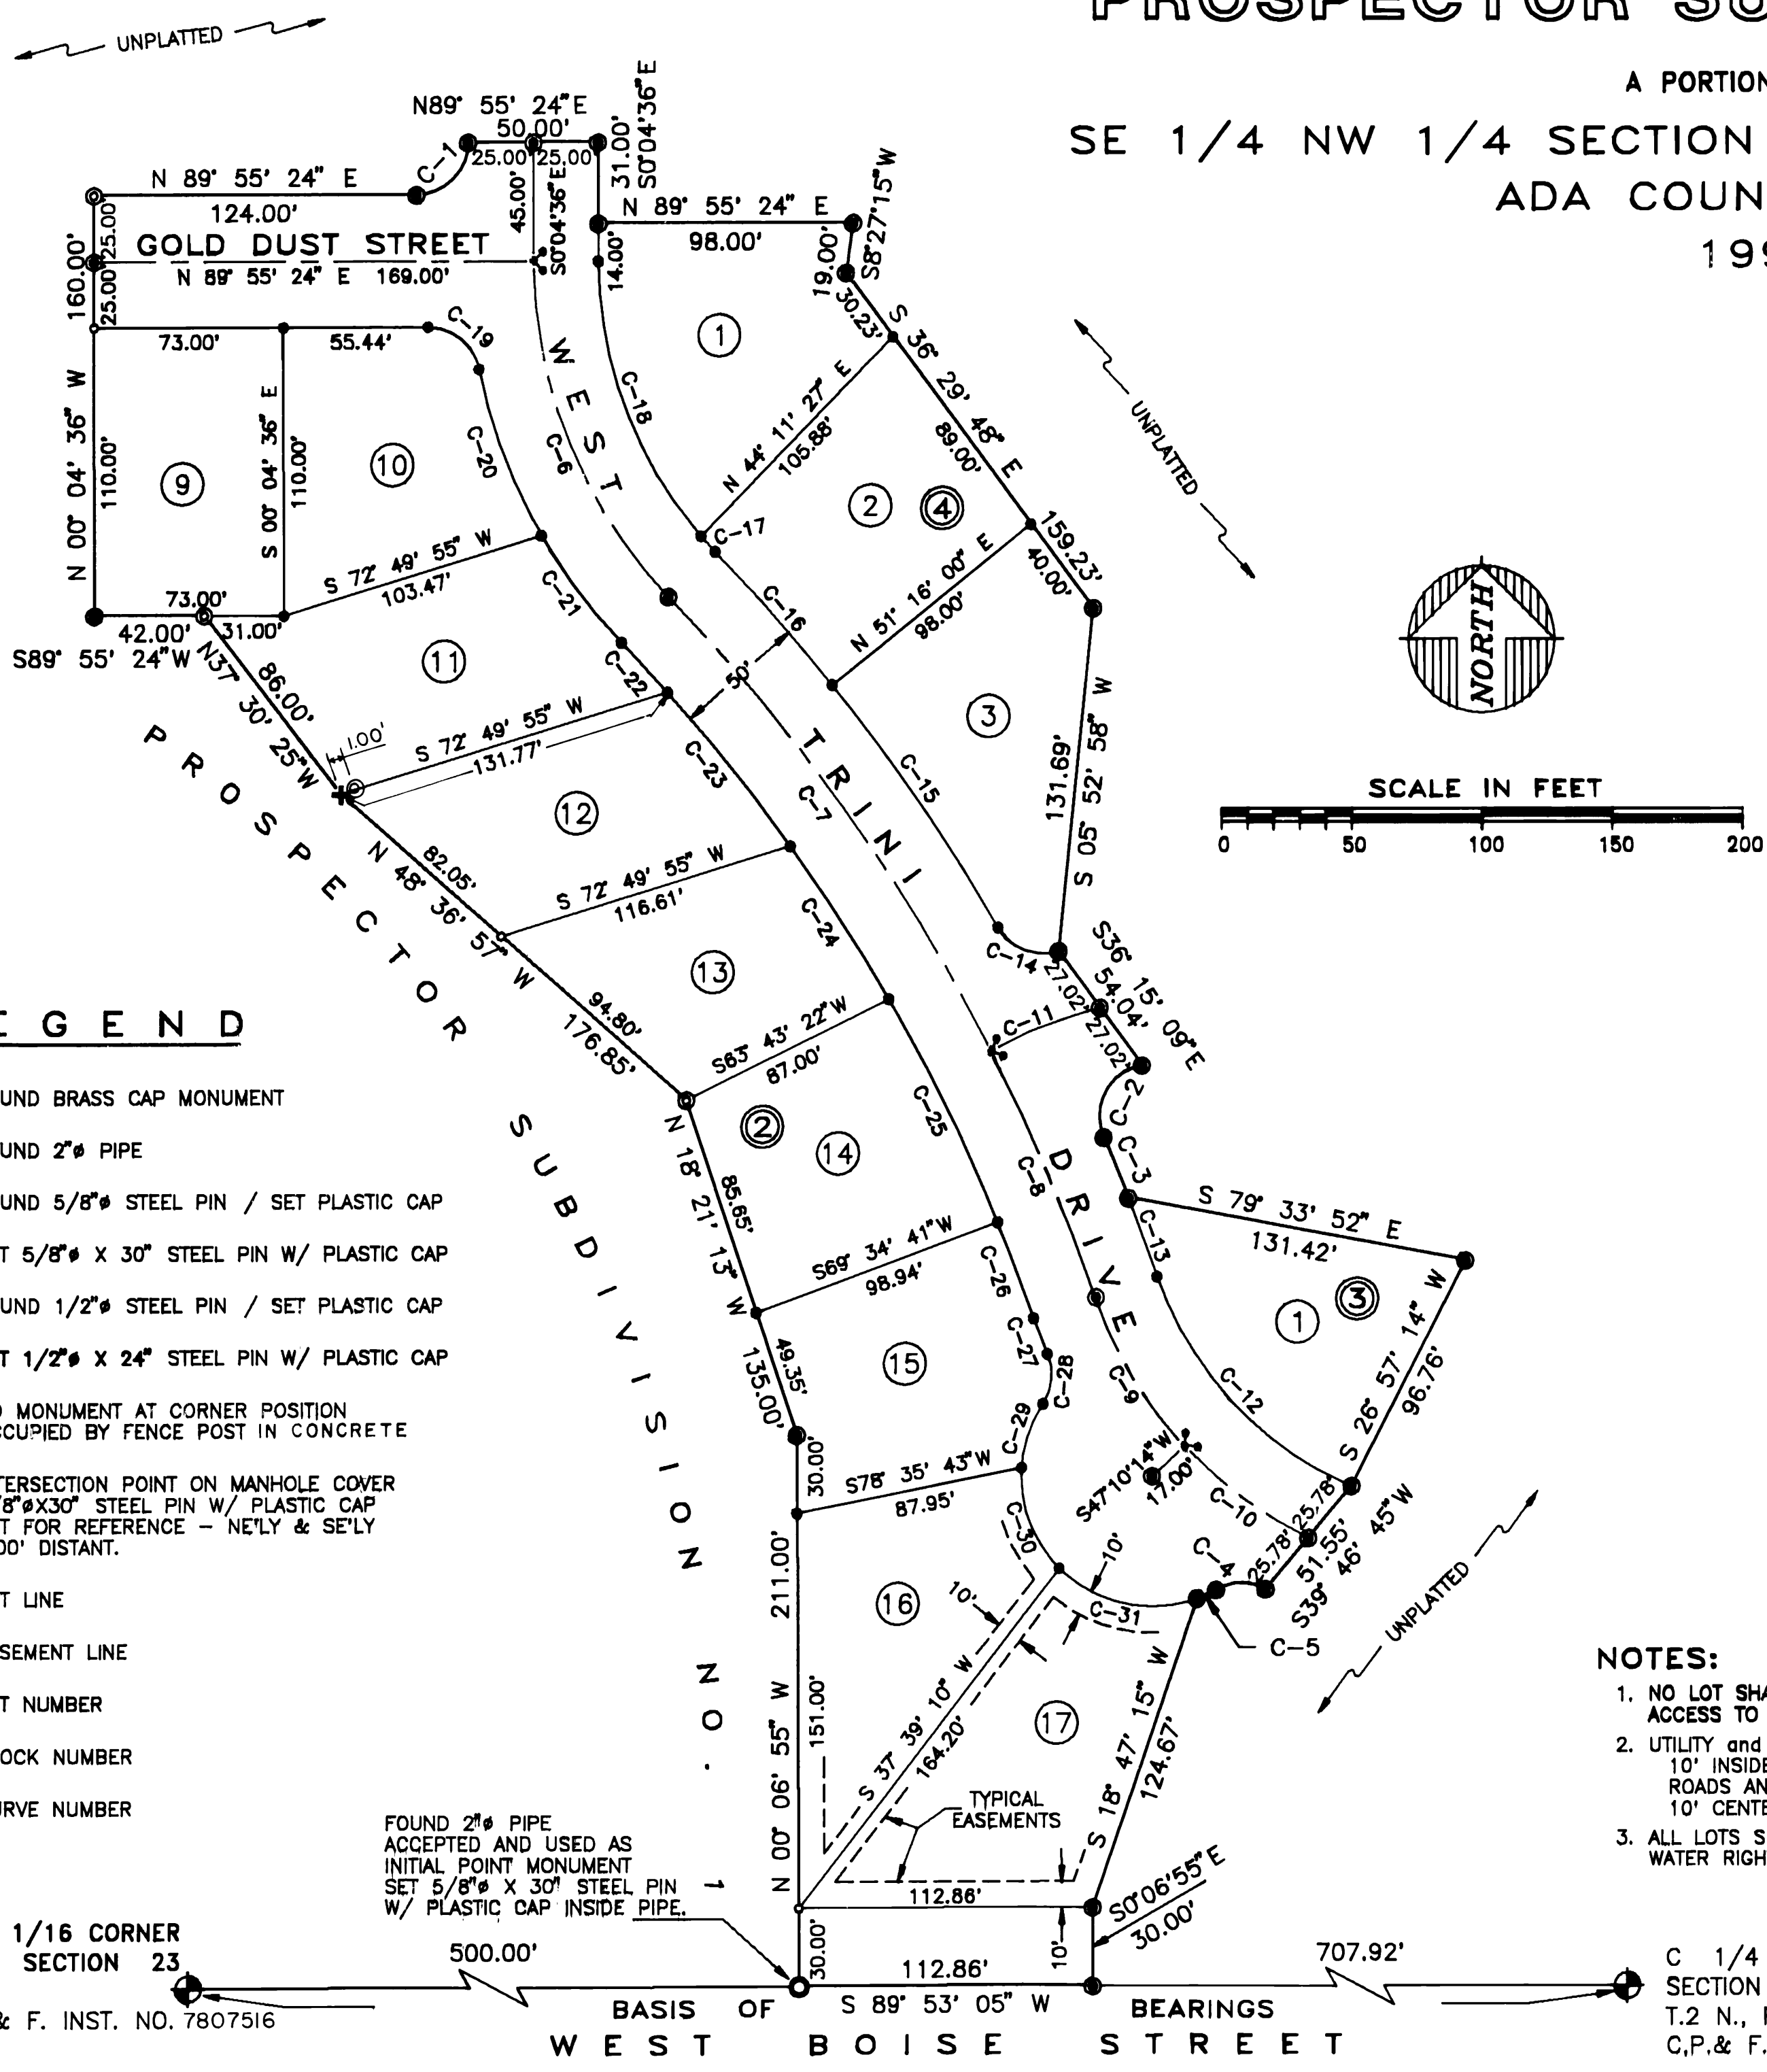 PROSPECTOR
A PORTION
SE 1/4 NW 1/4 SECTION
ADA COUN
199
UNPLATTED
N89° 55' 24" E
50.00'
25.00' 25.00'
C-1
31.00'
S0°04'36"E
N 89° 55' 24" E
124.00'
45.00'
S0°04'36"E
N 89° 55' 24" E
98.00'
14.00'
19.00'
S8°27'15"W
160.00'
25.00'
25.00'
GOLD DUST STREET
N 89° 55' 24" E 169.00'
73.00'
55.44'
C-19
30.23'
S 36° 29' 48" E
89.00'
1
N 44° 11' 27" E
105.88'
C-18
WEST
C-6
C-20
N 00° 04' 36" W
110.00'
S 00° 04' 36" E
110.00'
9
10
2
4
C-17
159.23'
40.00'
UNPLATTED
S 72° 49' 55" W
103.47'
C-21
C-16
N 51° 16' 00" E
98.00'
73.00'
42.00'
31.00'
S89° 55' 24"W
N37° 30' 25"W
86.00'
11
C-22
50'
3
NORTH
1.00'
S 72° 49' 55" W
131.77'
C-23
TRINI
C-7
C-15
131.69'
S 05° 52' 58" W
SCALE IN FEET
0 50 100 150 200
12
82.05'
N 48° 36' 57" W
S 72° 49' 55" W
116.61'
C-24
C-14
S36° 15' 09"E
54.04'
27.02'
27.02'
13
94.80'
176.85'
S63° 43' 22"W
87.00'
C-11
C-2
C-25
C-3
2
14
N 18° 21' 13" W
85.65'
DRIVE
C-8
S 79° 33' 52" E
131.42'
C-13
S69° 34' 41"W
98.94'
C-26
1
3
S 26° 57' 14" W
96.76'
49.35'
135.00'
15
C-27
C-28
C-9
C-12
C-29
30.00'
S78° 35' 43"W
87.95'
S47°10'14"W
17.00'
C-10
25.78'
25.78'
51.55'
S39° 46' 45"W
C-30
10'
C-4
C-31
C-5
UNPLATTED
211.00'
16
10'
N 00° 06' 55" W
151.00'
S 37° 39' 10" W
164.20'
17
S 18° 47' 15" W
124.67'
TYPICAL
EASEMENTS
112.86'
S0°06'55"E
30.00'
30.00'
10'
PROSPECTOR SUBDIVISION NO. 1
EGEND
UND BRASS CAP MONUMENT
UND 2"ø PIPE
UND 5/8"ø STEEL PIN / SET PLASTIC CAP
T 5/8"ø X 30" STEEL PIN W/ PLASTIC CAP
UND 1/2"ø STEEL PIN / SET PLASTIC CAP
T 1/2"ø X 24" STEEL PIN W/ PLASTIC CAP
MONUMENT AT CORNER POSITION
CCUPIED BY FENCE POST IN CONCRETE
TERSECTION POINT ON MANHOLE COVER
/8"øX30" STEEL PIN W/ PLASTIC CAP
T FOR REFERENCE – NE'LY & SE'LY
00' DISTANT.
T LINE
SEMENT LINE
T NUMBER
OCK NUMBER
URVE NUMBER
FOUND 2"ø PIPE
ACCEPTED AND USED AS
INITIAL POINT MONUMENT
SET 5/8"ø X 30" STEEL PIN
W/ PLASTIC CAP INSIDE PIPE.
NOTES:
1. NO LOT SHA
ACCESS TO
2. UTILITY and
10' INSIDE
ROADS AN
10' CENTE
3. ALL LOTS S
WATER RIGH
1/16 CORNER
SECTION 23
& F. INST. NO. 7807516
500.00'
112.86'
707.92'
BASIS OF
S 89° 53' 05" W
BEARINGS
WEST BOISE STREET
C 1/4
SECTION
T.2 N.,
C.P.& F.